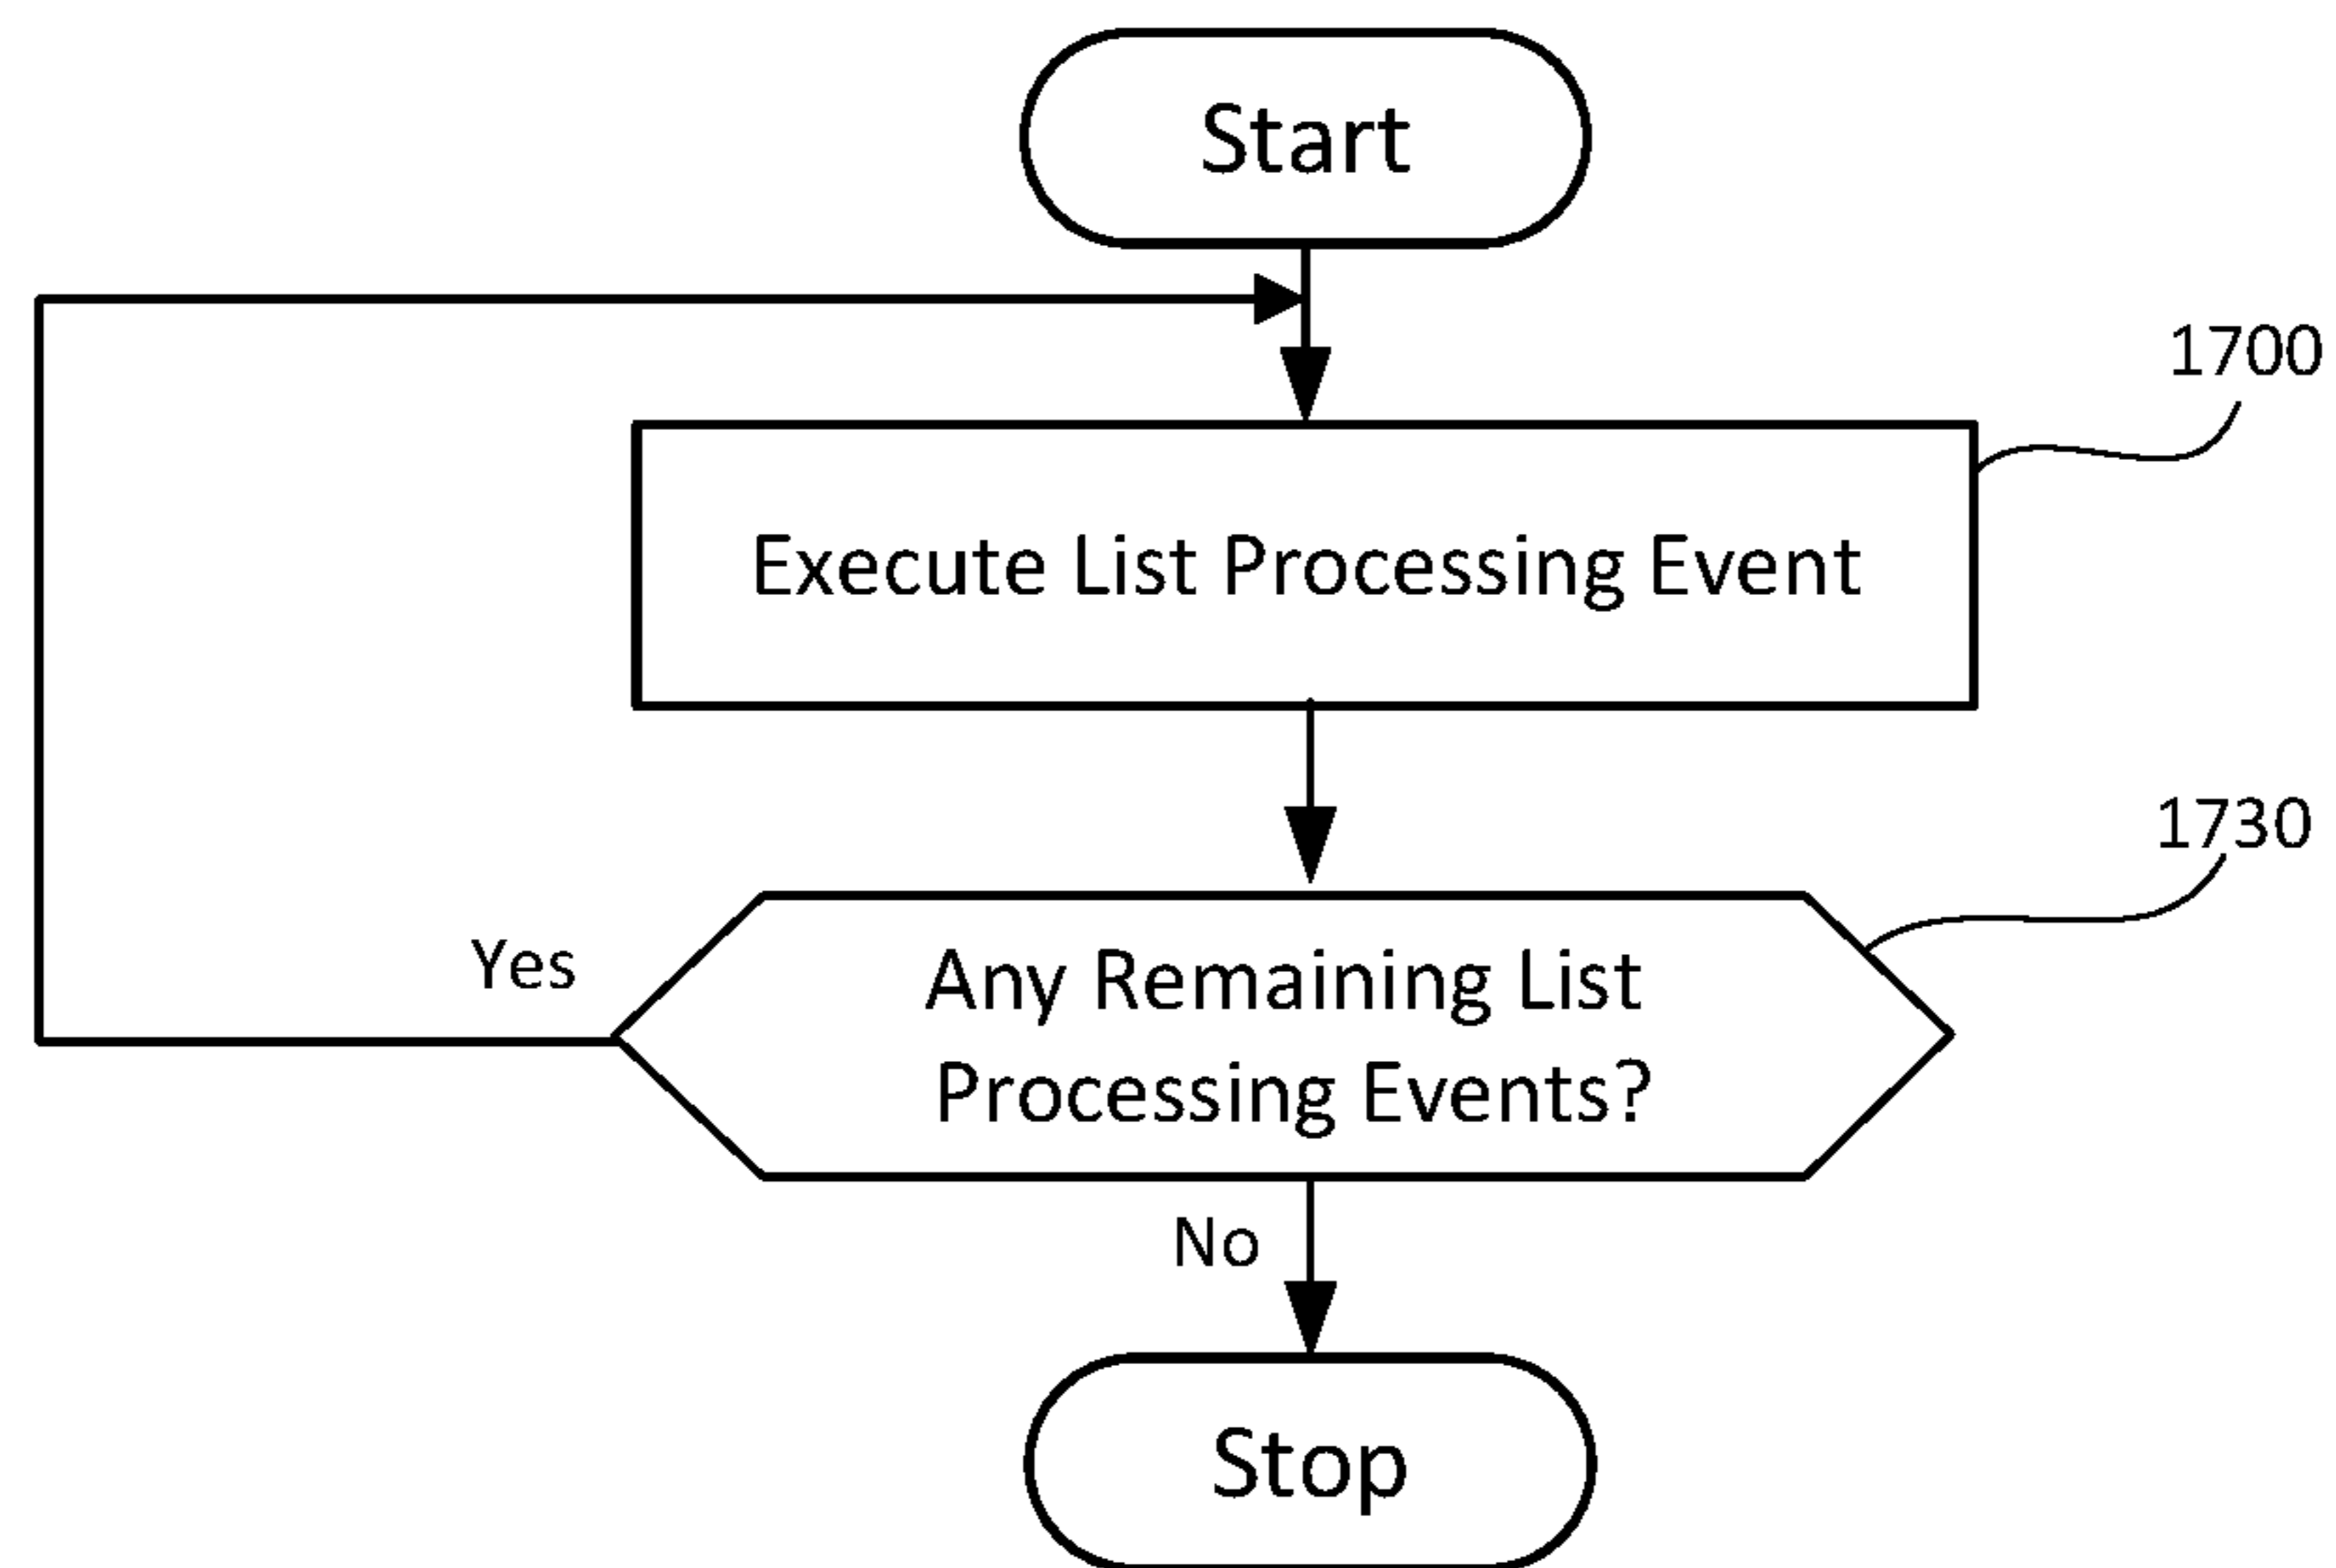 Start
1700
Execute List Processing Event
1730
Yes
Any Remaining List
Processing Events?
No
Stop